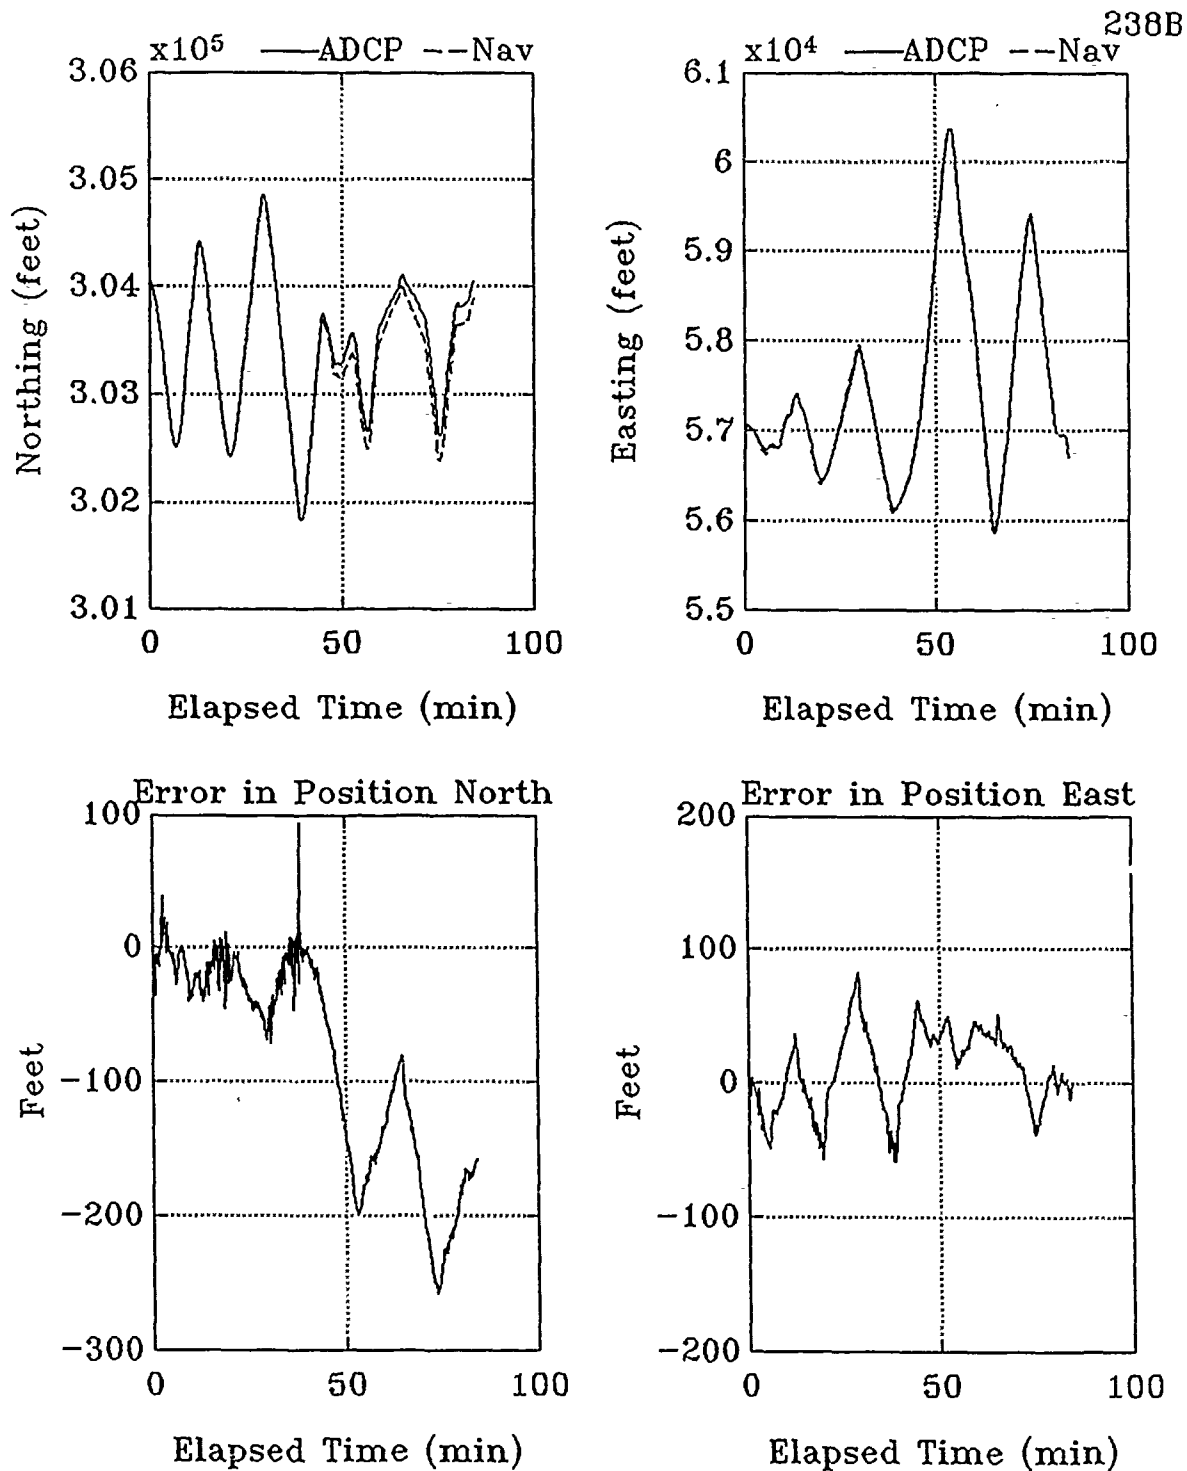 238B
x10⁵ ——ADCP ---Nav
3.06
3.05
3.04
3.03
3.02
3.01
Northing (feet)
0 50 100
Elapsed Time (min)
x10⁴ ——ADCP ---Nav
6.1
6
5.9
5.8
5.7
5.6
5.5
Easting (feet)
0 50 100
Elapsed Time (min)
Error in Position North
100
0
-100
-200
-300
Feet
0 50 100
Elapsed Time (min)
Error in Position East
200
100
0
-100
-200
Feet
0 50 100
Elapsed Time (min)